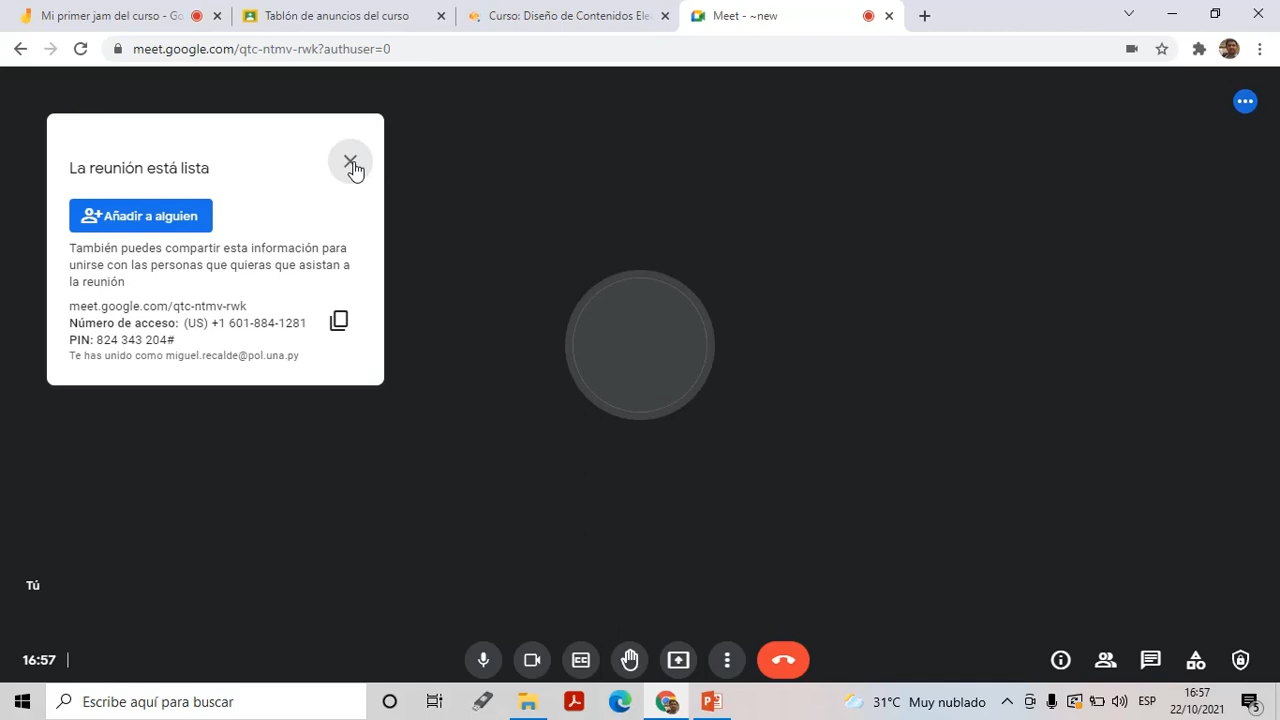 Mi primer jam del curso - Go
Tablón de anuncios del curso
Curso: Diseño de Contenidos Ele
Meet - ~new
meet.google.com/qtc-ntmv-rwk?authuser=0
La reunión está lista
Añadir a alguien
También puedes compartir esta información para
unirse con las personas que quieras que asistan a
la reunión
meet.google.com/qtc-ntmv-rwk
Número de acceso: (US) +1 601-884-1281
PIN: 824 343 204#
Te has unido como miguel.recalde@pol.una.py
Tú
16:57
Escribe aquí para buscar
31°C Muy nublado
ESP
16:57
22/10/2021
5